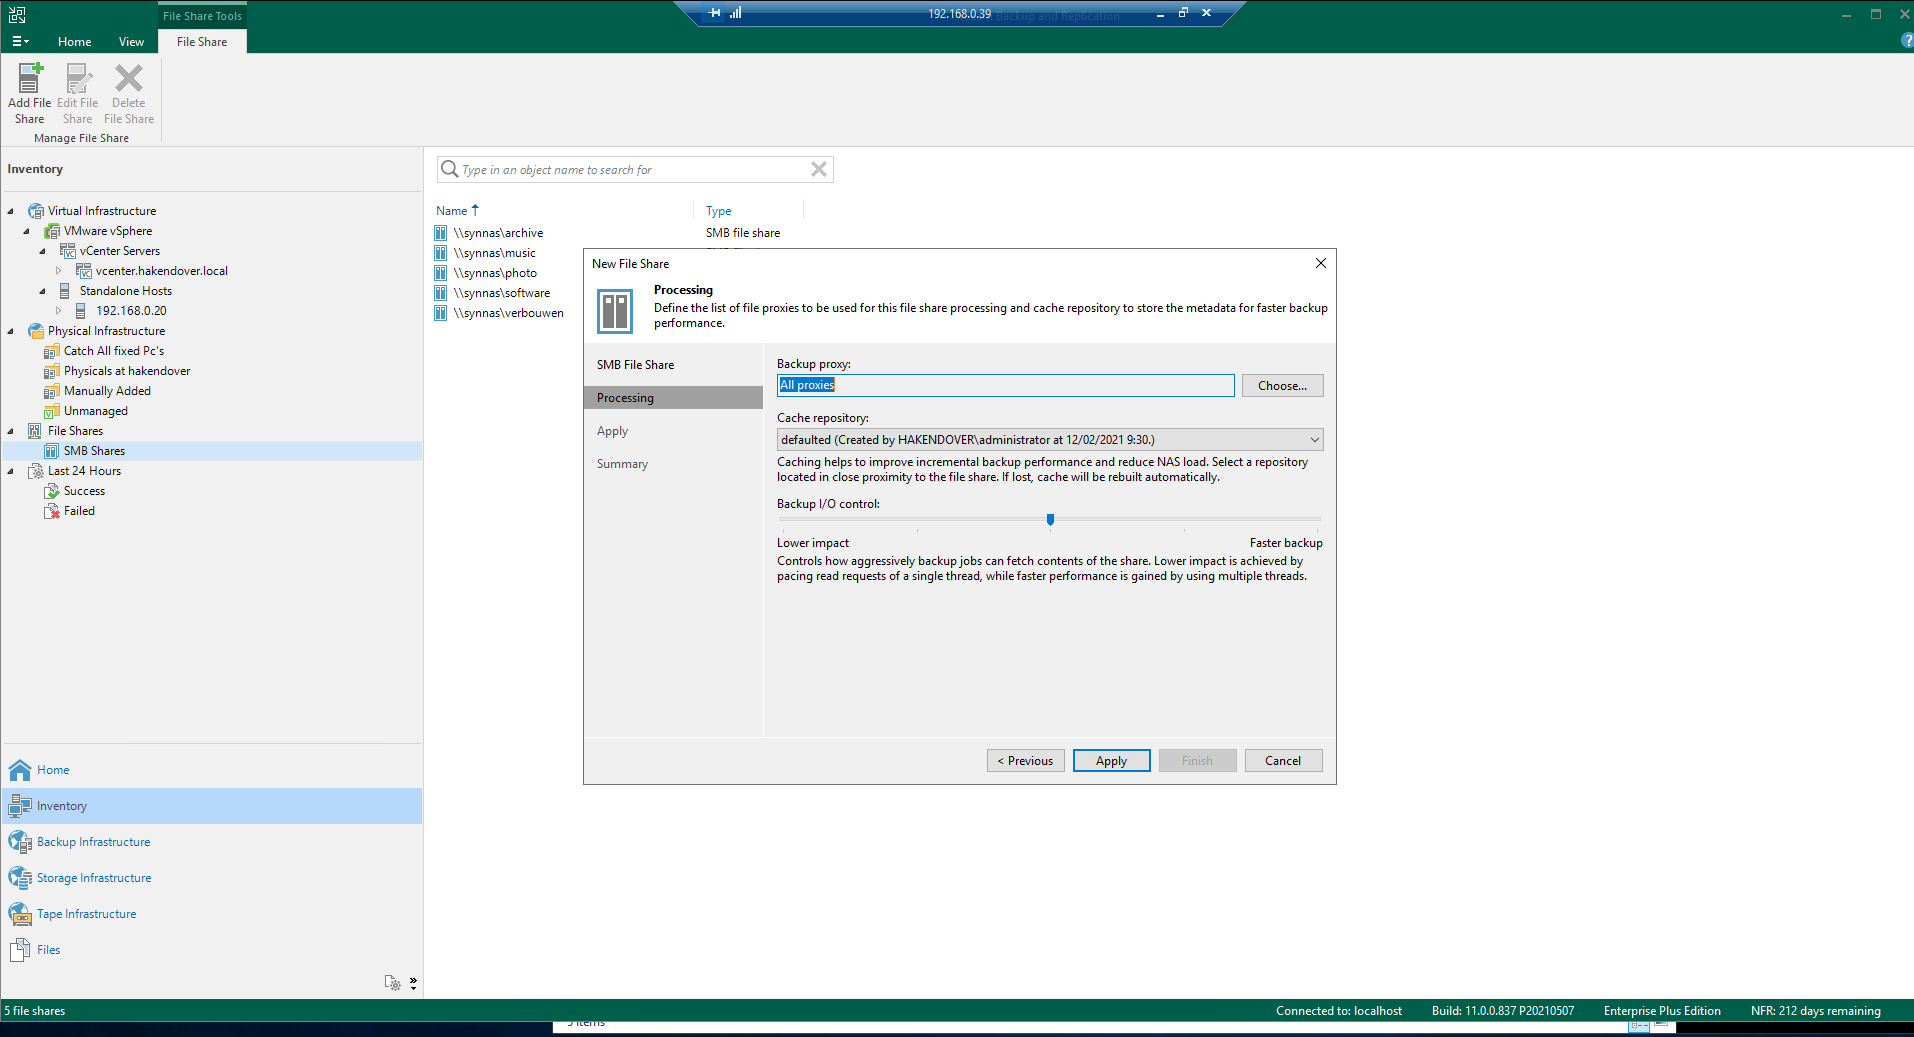 File Share Tools
192.168.0.39 Backup and Replication
Home View File Share
Add File Share
Edit File Share
Delete File Share
Manage File Share
Inventory
Virtual Infrastructure
VMware vSphere
vCenter Servers
vcenter.hakendover.local
Standalone Hosts
192.168.0.20
Physical Infrastructure
Catch All fixed Pc's
Physicals at hakendover
Manually Added
Unmanaged
File Shares
SMB Shares
Last 24 Hours
Success
Failed
Home
Inventory
Backup Infrastructure
Storage Infrastructure
Tape Infrastructure
Files
Type in an object name to search for
Name Type
\\synnas\archive SMB file share
\\synnas\music
\\synnas\photo
\\synnas\software
\\synnas\verbouwen
New File Share
Processing
Define the list of file proxies to be used for this file share processing and cache repository to store the metadata for faster backup
performance.
SMB File Share
Processing
Apply
Summary
Backup proxy:
All proxies
Choose...
Cache repository:
defaulted (Created by HAKENDOVER\administrator at 12/02/2021 9:30.)
Caching helps to improve incremental backup performance and reduce NAS load. Select a repository
located in close proximity to the file share. If lost, cache will be rebuilt automatically.
Backup I/O control:
Lower impact Faster backup
Controls how aggressively backup jobs can fetch contents of the share. Lower impact is achieved by
pacing read requests of a single thread, while faster performance is gained by using multiple threads.
< Previous Apply Finish Cancel
5 file shares
Connected to: localhost Build: 11.0.0.837 P20210507 Enterprise Plus Edition NFR: 212 days remaining
items